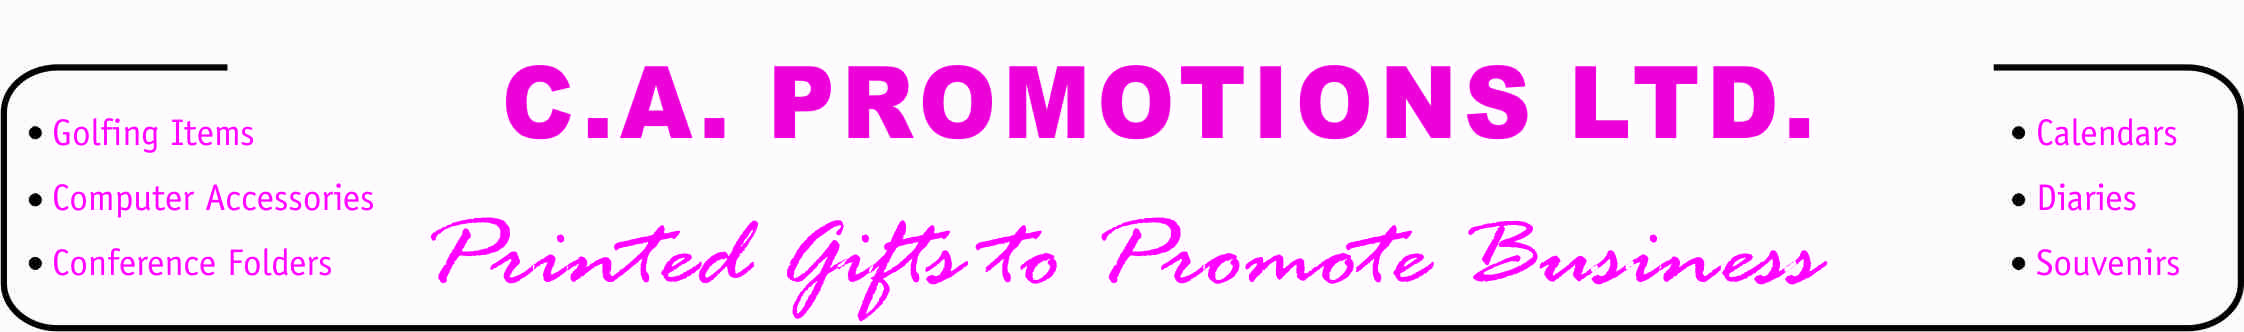 C.A. PROMOTIONS LTD.
Printed Gifts to Promote Business
• Golfing Items
• Computer Accessories
• Conference Folders
• Calendars
• Diaries
• Souvenirs